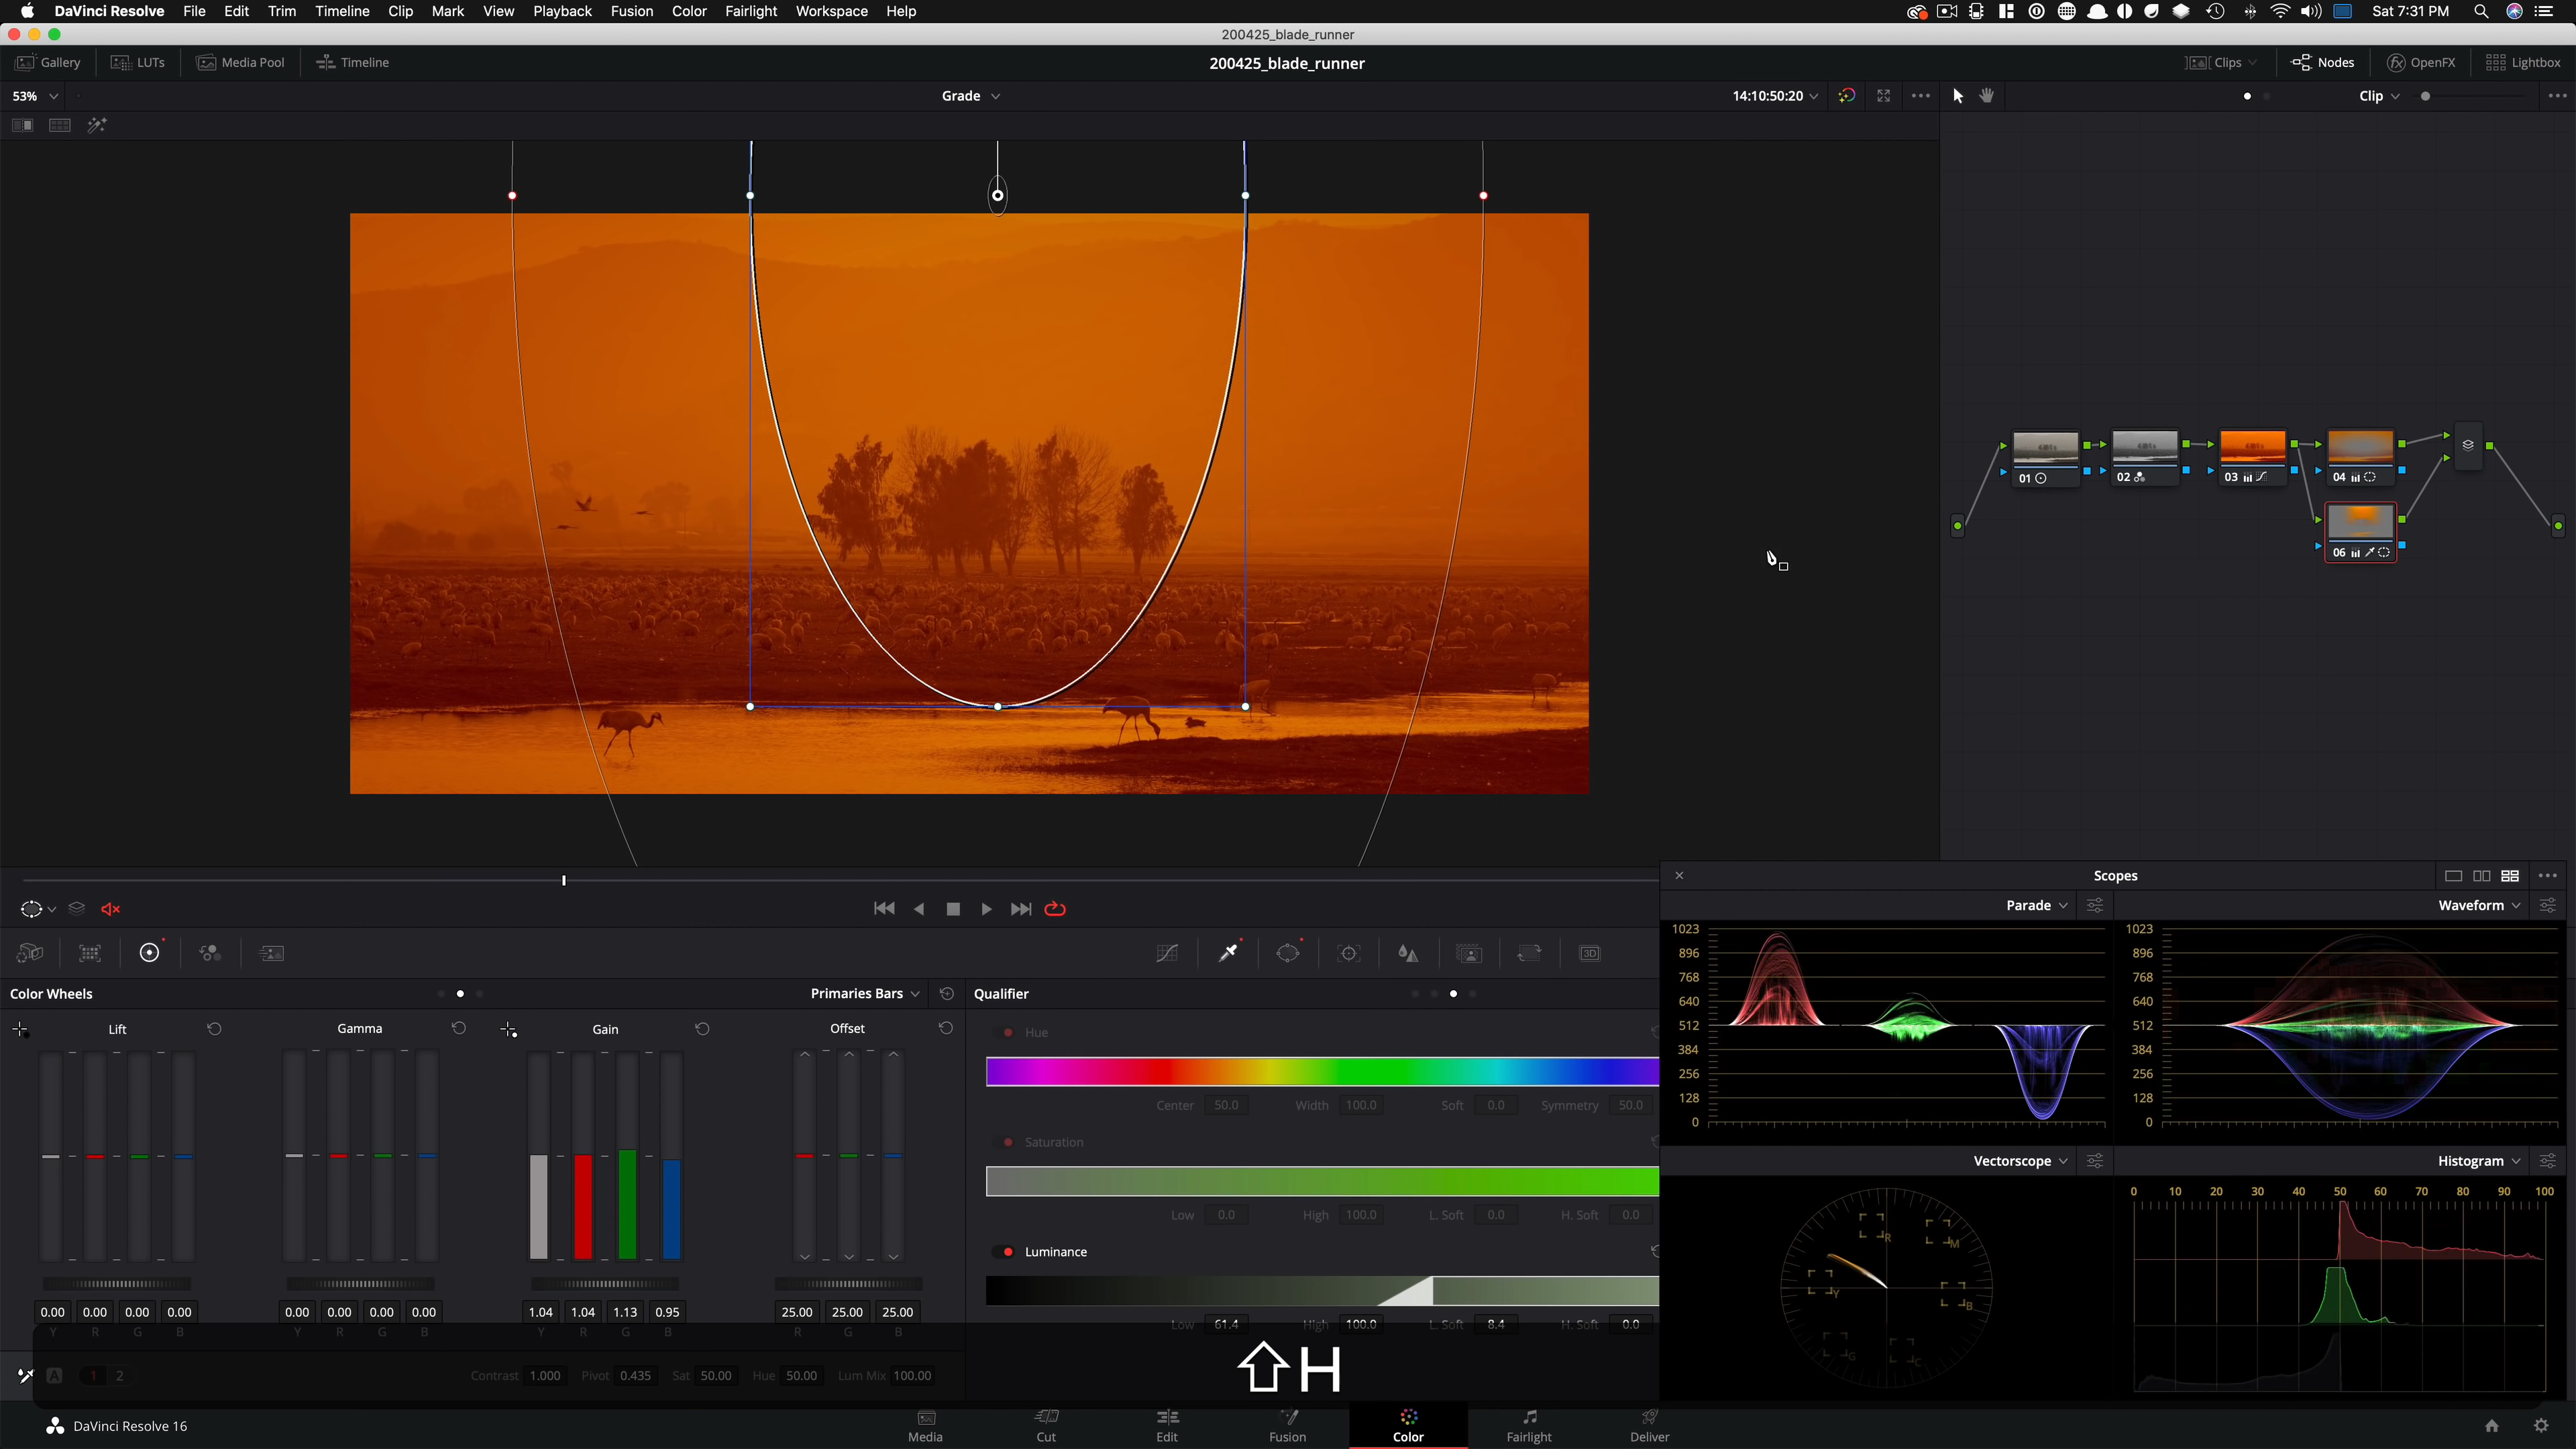 DaVinci Resolve File Edit Trim Timeline Clip Mark View Playback Fusion Color Fairlight Workspace Help Sat 7:31 PM
200425_blade_runner
Gallery LUTs Media Pool Timeline 200425_blade_runner Clips Nodes OpenFX Lightbox
53% Grade 14:10:50:20 Clip
01 02 03 04
06
Scopes
Parade Waveform
1023 1023
896 896
768 768
640 640
512 512
384 384
256 256
128 128
0 0
Color Wheels Primaries Bars Qualifier
Lift Gamma Gain Offset Hue
Center 50.0 Width 100.0 Soft 0.0 Symmetry 50.0
Saturation
Low 0.0 High 100.0 L. Soft 0.0 H. Soft 0.0
Luminance
Vectorscope Histogram
0 10 20 30 40 50 60 70 80 90 100
R M
Y B
G C
0.00 0.00 0.00 0.00 0.00 0.00 0.00 0.00 1.04 1.04 1.13 0.95 25.00 25.00 25.00
Y R G B Y R G B Y R G B R G B
Low 61.4 High 100.0 L. Soft 8.4 H. Soft 0.0
A 1 2 Contrast 1.000 Pivot 0.435 Sat 50.00 Hue 50.00 Lum Mix 100.00
⇧H
DaVinci Resolve 16 Media Cut Edit Fusion Color Fairlight Deliver
3D